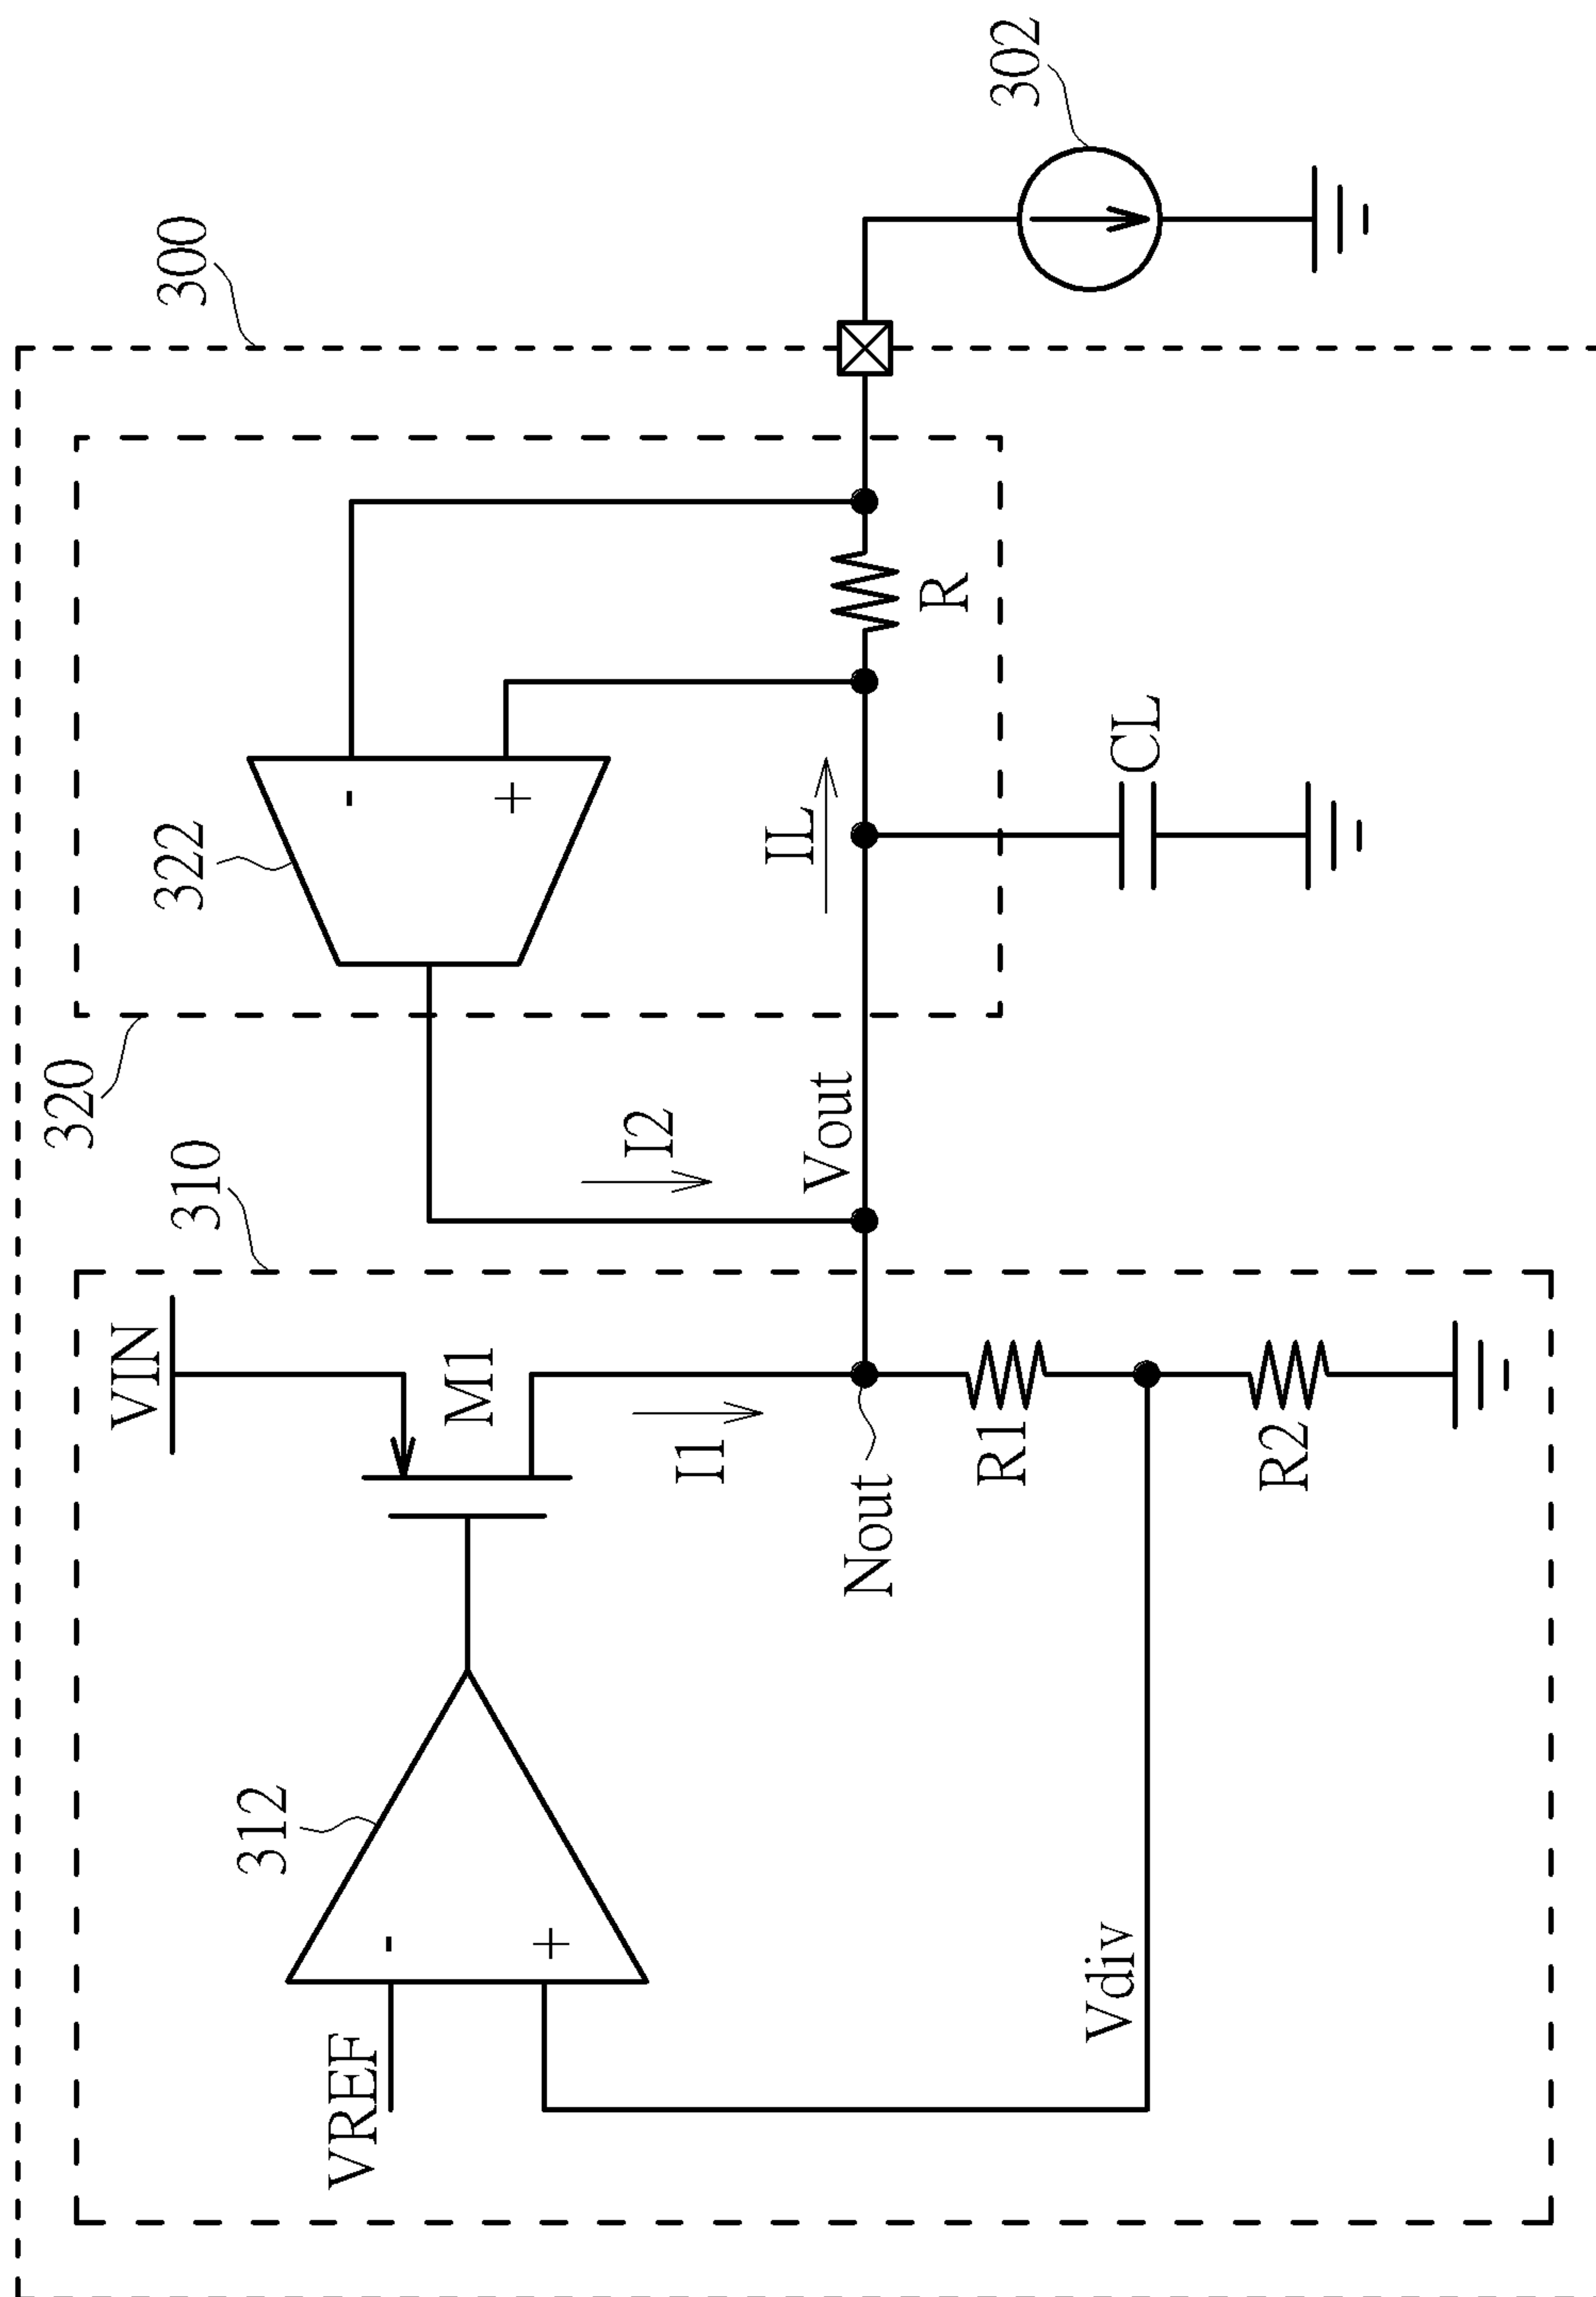 300
320
310
322
302
312
VIN
M1
I1
I2
VREF
-
+
-
+
Vout
IL
R
Nout
R1
CL
Vdiv
R2